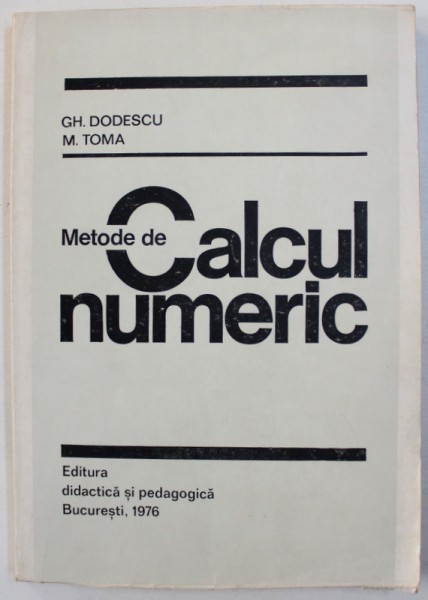 GH. DODESCU
M. TOMA
Metode de Calcul
numeric
Editura
didactică și pedagogică
București, 1976